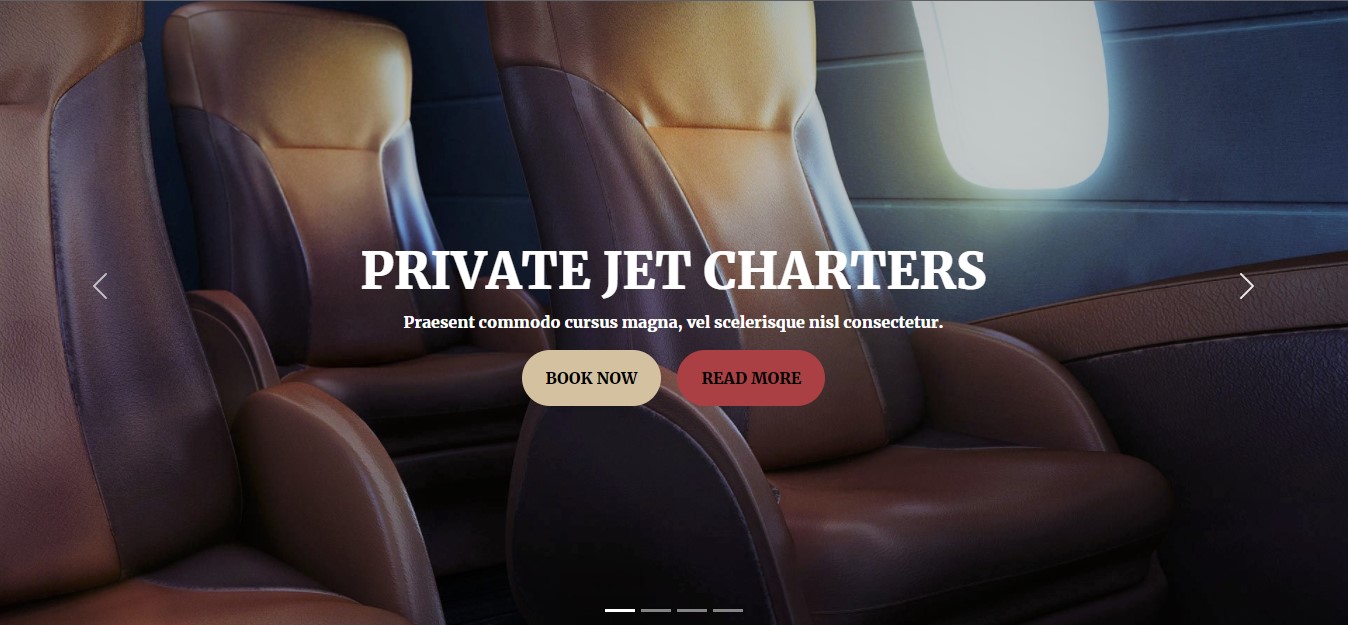 PRIVATE JET CHARTERS
Praesent commodo cursus magna, vel scelerisque nisl consectetur.
BOOK NOW READ MORE